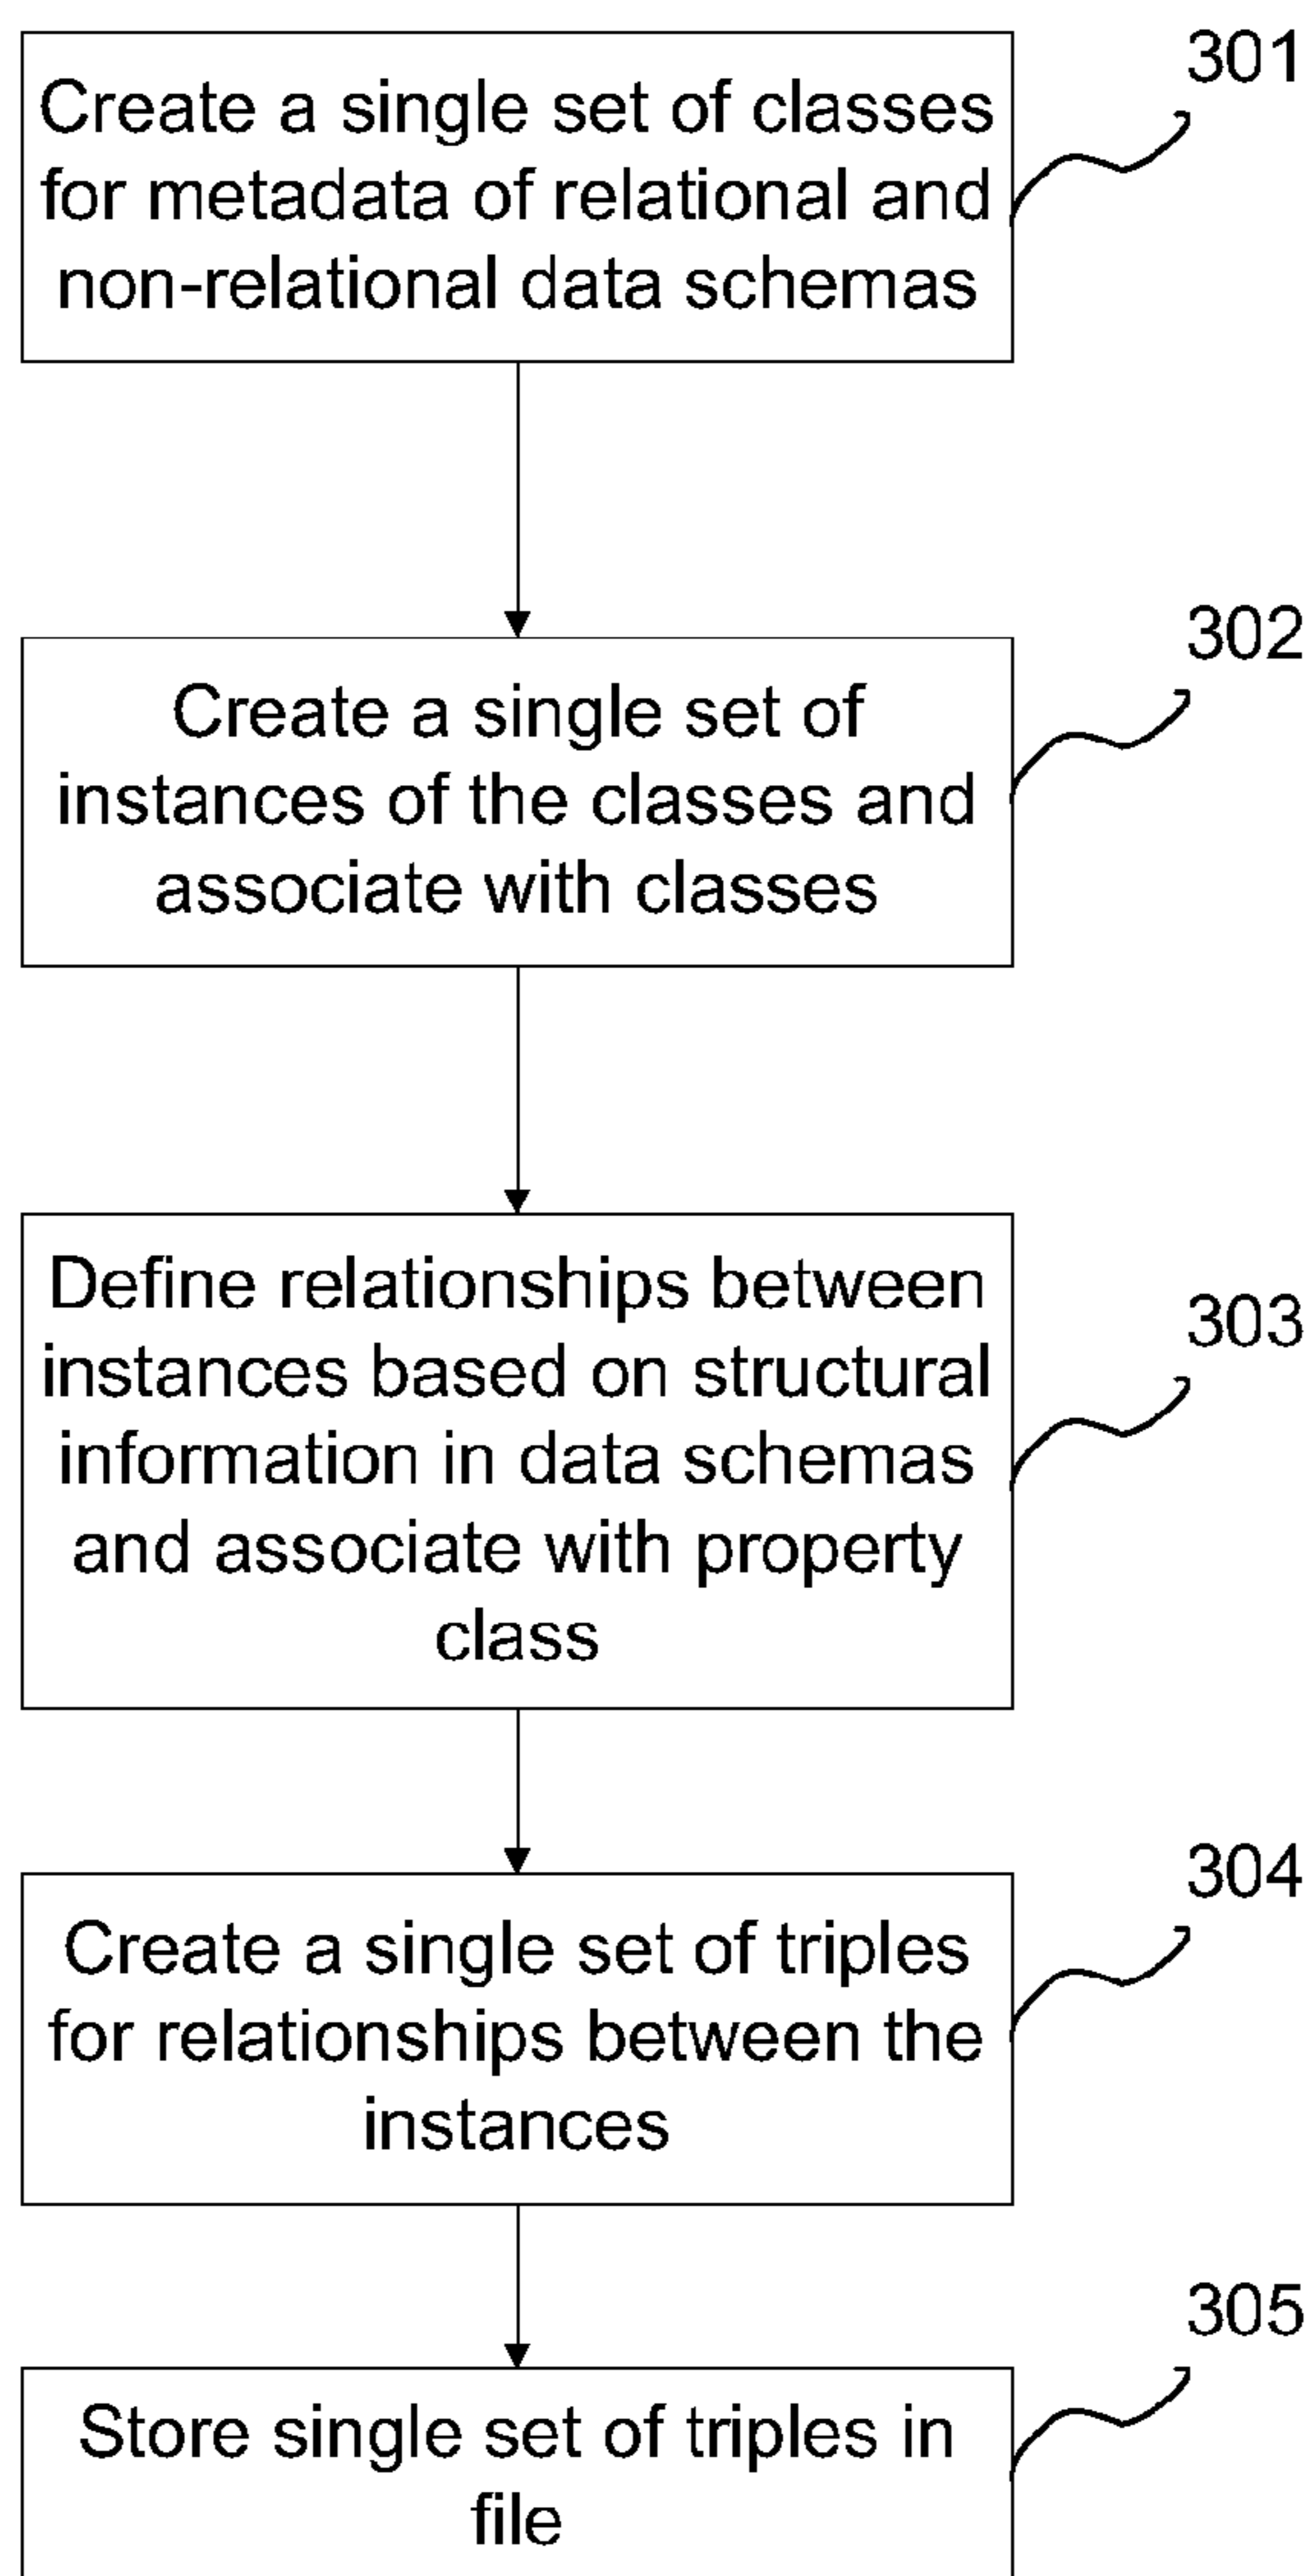 301
Create a single set of classes
for metadata of relational and
non-relational data schemas
302
Create a single set of
instances of the classes and
associate with classes
303
Define relationships between
instances based on structural
information in data schemas
and associate with property
class
304
Create a single set of triples
for relationships between the
instances
305
Store single set of triples in
file